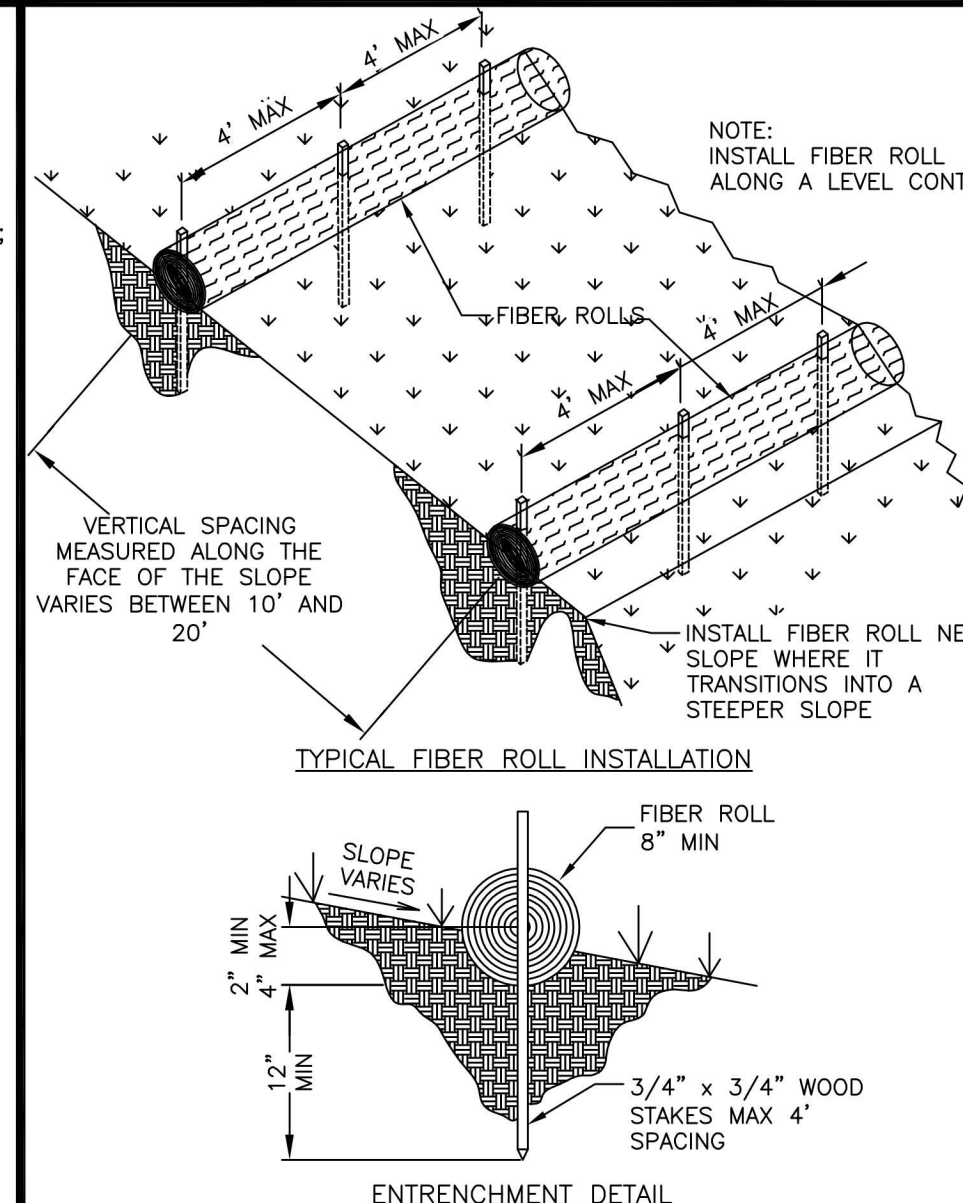 4' MAX
4' MAX
NOTE:
INSTALL FIBER ROLL
ALONG A LEVEL
FIBER ROLLS
4' MAX
4' MAX
VERTICAL SPACING
MEASURED ALONG THE
FACE OF THE SLOPE
VARIES BETWEEN 10' AND
20'
INSTALL FIBER ROLL
SLOPE WHERE IT
TRANSITIONS INTO A
STEEPER SLOPE
TYPICAL FIBER ROLL INSTALLATION
FIBER ROLL
8" MIN
SLOPE
VARIES
2" MIN
4" MAX
12"
MIN
3/4" x 3/4" WOOD
STAKES MAX 4'
SPACING
ENTRENCHMENT DETAIL